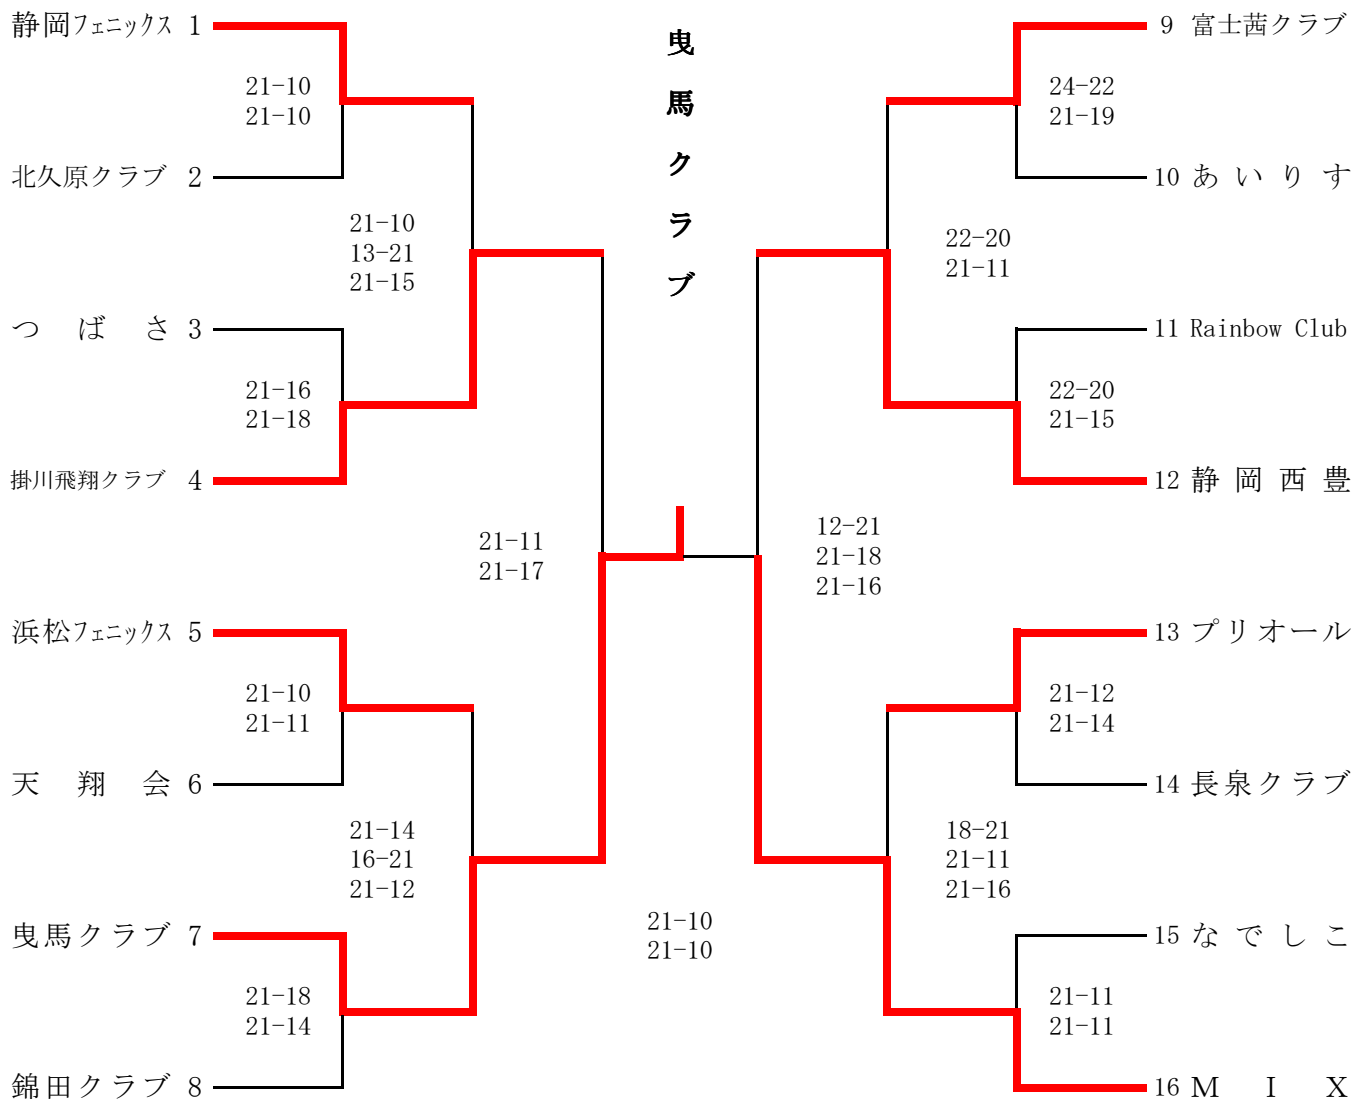 静岡フェニックス 1
21-10
21-10
北久原クラブ 2
21-10
13-21
21-15
つばさ 3
21-16
21-18
掛川飛翔クラブ 4
21-11
21-17
浜松フェニックス 5
21-10
21-11
天翔会 6
21-14
16-21
21-12
曳馬クラブ 7
21-18
21-14
錦田クラブ 8
曳馬クラブ
21-10
21-10
9 富士茜クラブ
24-22
21-19
10 あいりす
22-20
21-11
11 Rainbow Club
22-20
21-15
12 静岡西豊
12-21
21-18
21-16
13 プリオール
21-12
21-14
14 長泉クラブ
18-21
21-11
21-16
15 なでしこ
21-11
21-11
16 ＭＩＸ